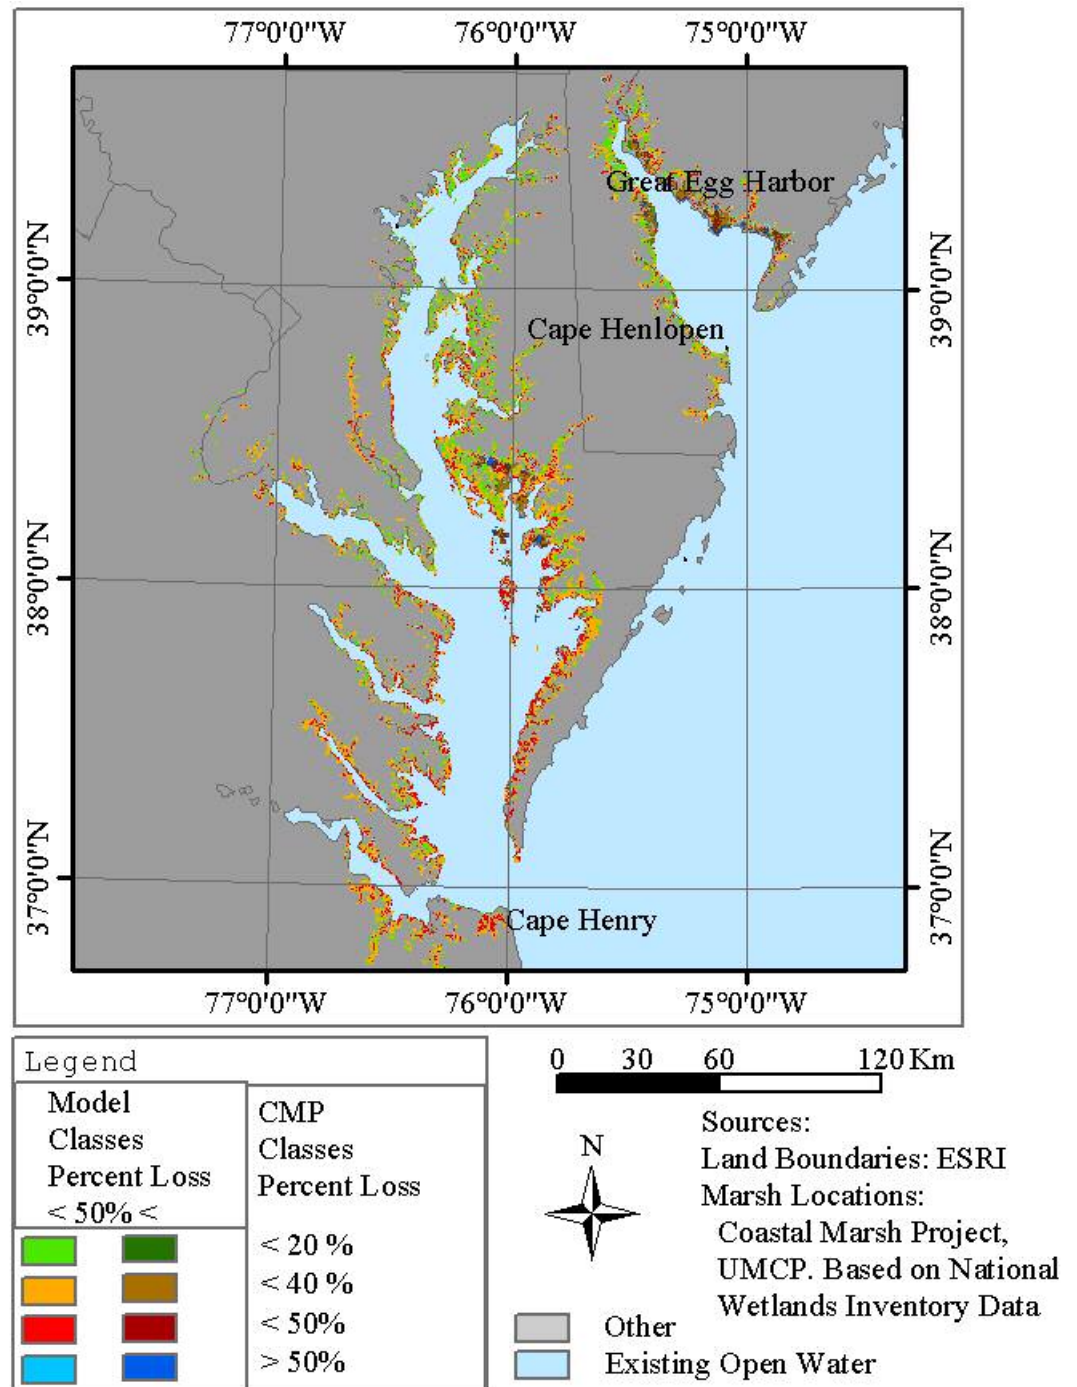 77°0'0"W 76°0'0"W 75°0'0"W
Great Egg Harbor
39°0'0"N
39°0'0"N
Cape Henlopen
38°0'0"N
38°0'0"N
37°0'0"N
37°0'0"N
Cape Henry
77°0'0"W 76°0'0"W 75°0'0"W
Legend
Model
Classes
Percent Loss
< 50% <
CMP
Classes
Percent Loss
< 20 %
< 40 %
< 50%
> 50%
0 30 60 120 Km
N
Sources:
Land Boundaries: ESRI
Marsh Locations:
Coastal Marsh Project,
UMCP. Based on National
Wetlands Inventory Data
Other
Existing Open Water